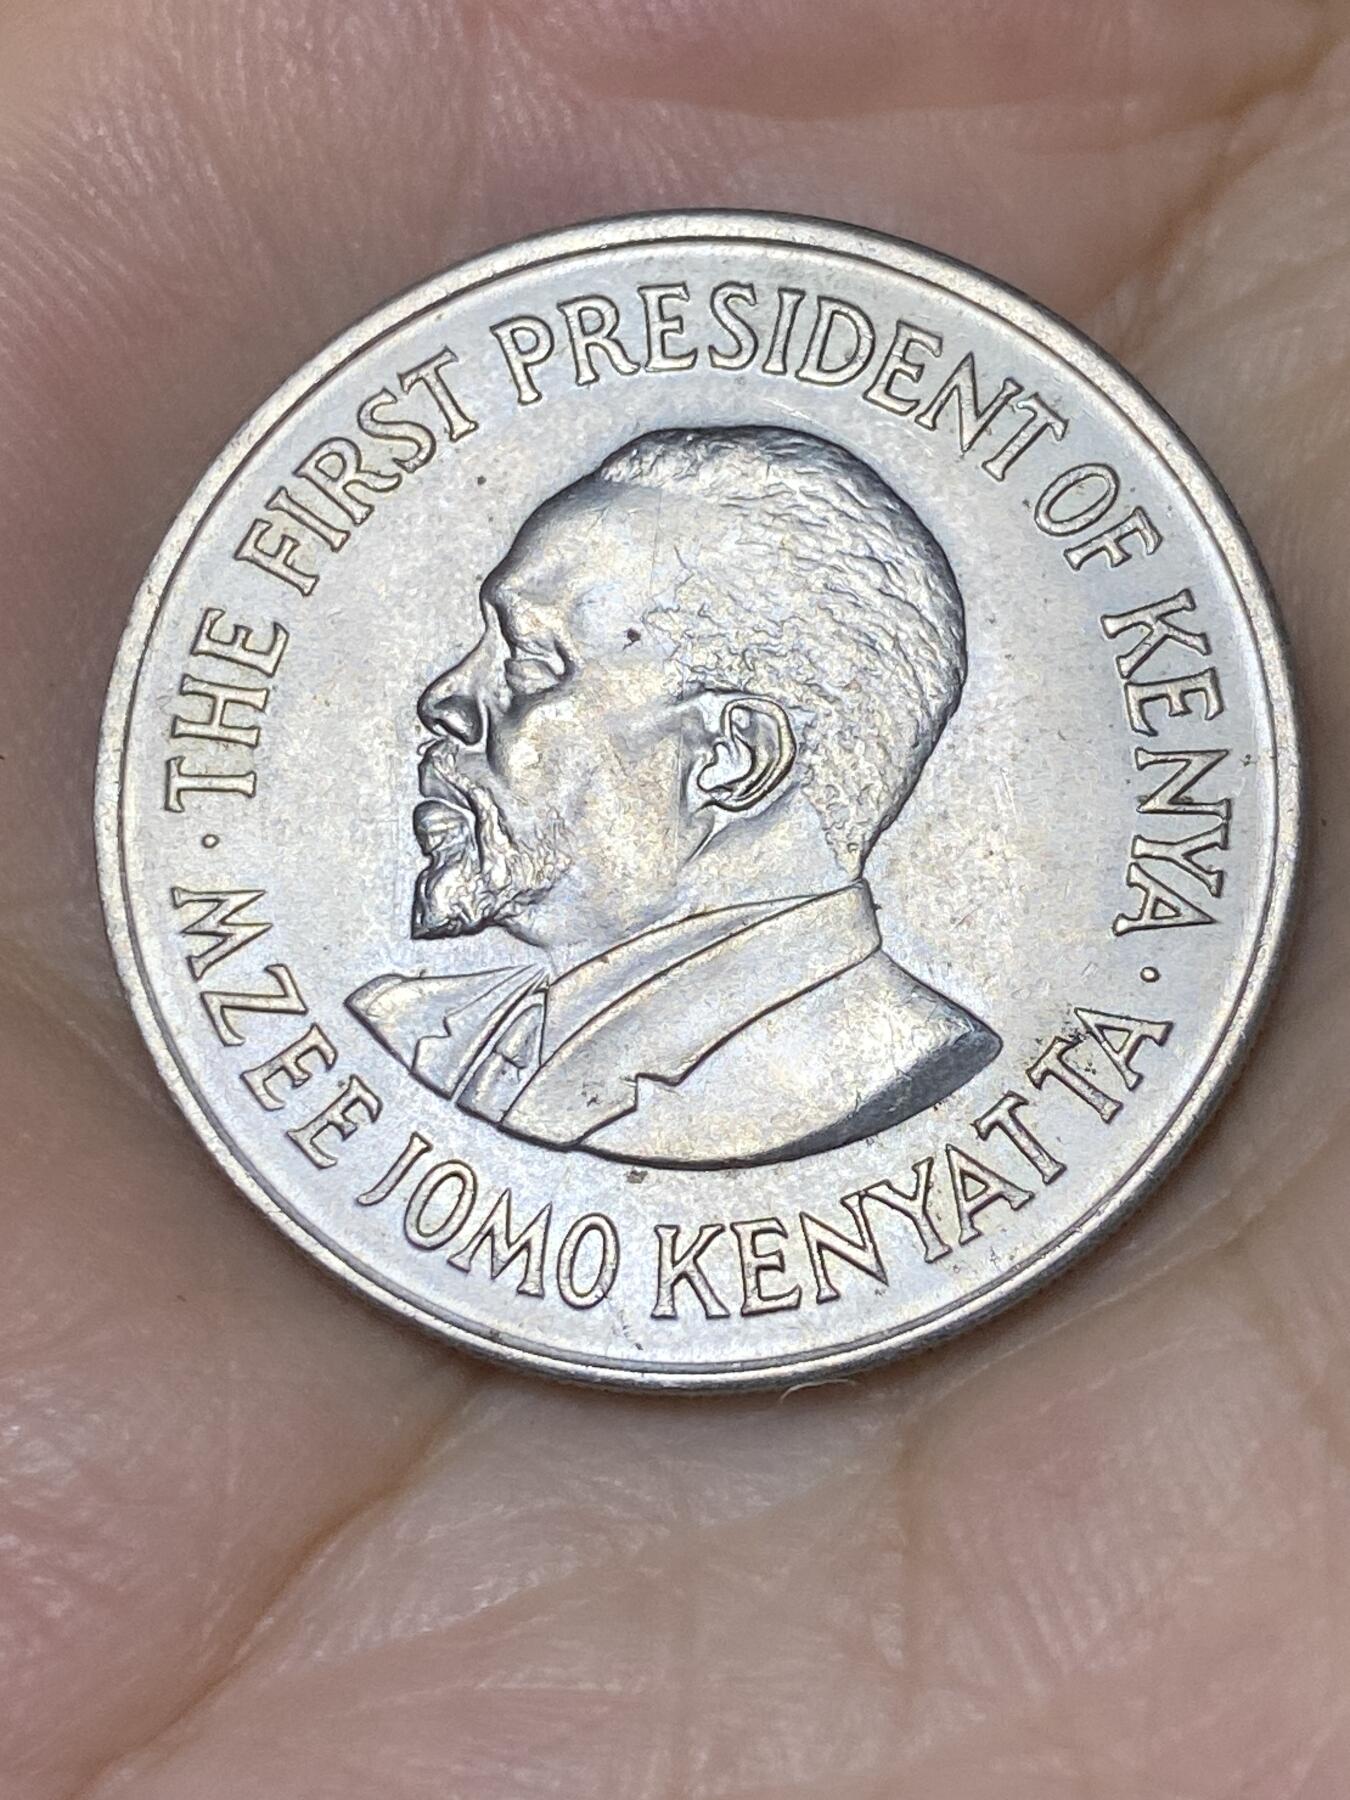 · THE FIRST PRESIDENT OF KENYA ·
MZEE JOMO KENYATTA